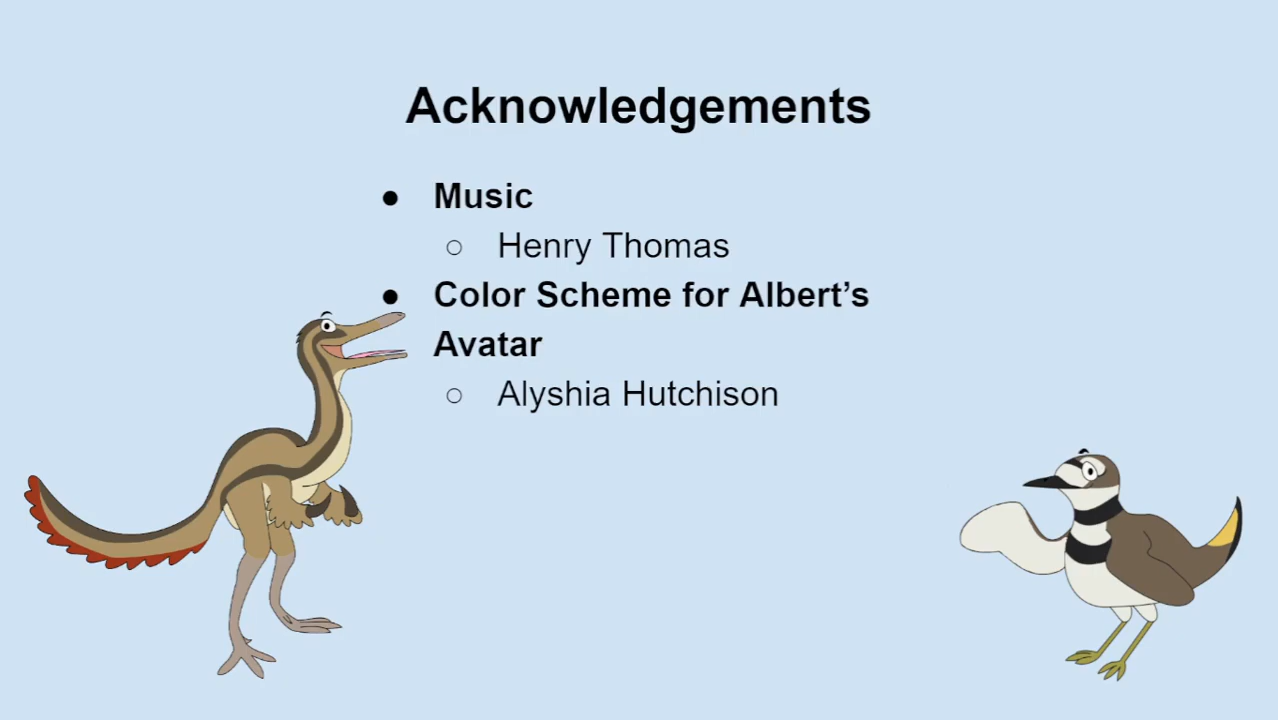 Acknowledgements
● Music
○ Henry Thomas
● Color Scheme for Albert’s
Avatar
○ Alyshia Hutchison